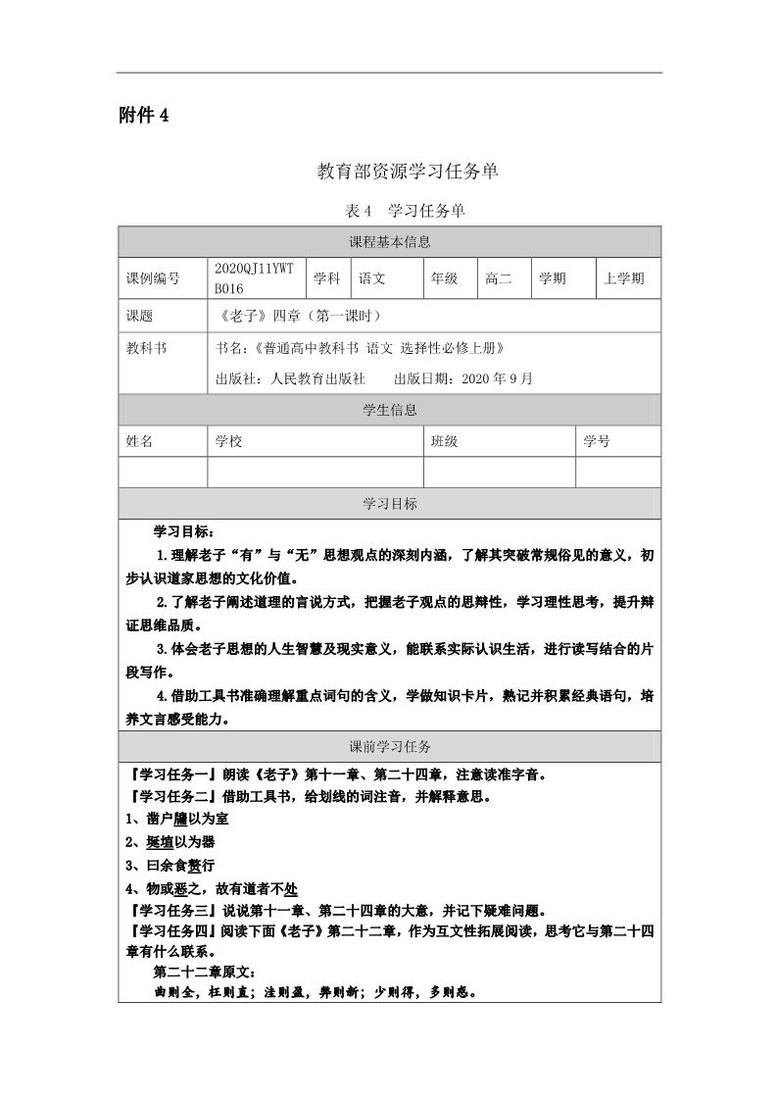 附件 4
教育部资源学习任务单
表 4 学习任务单
课程基本信息
课例编号 2020QJ11YWTB016 学科 语文 年级 高二 学期 上学期
课题 《老子》四章（第一课时）
教科书 书名：《普通高中教科书 语文 选择性必修上册》
出版社：人民教育出版社 出版日期：2020 年 9 月
学生信息
姓名 学校 班级 学号
学习目标
学习目标：
1.理解老子“有”与“无”思想观点的深刻内涵，了解其突破常规俗见的意义，初
步认识道家思想的文化价值。
2.了解老子阐述道理的言说方式，把握老子观点的思辩性，学习理性思考，提升辩
证思维品质。
3.体会老子思想的人生智慧及现实意义，能联系实际认识生活，进行读写结合的片
段写作。
4.借助工具书准确理解重点词句的含义，学做知识卡片，熟记并积累经典语句，培
养文言感受能力。
课前学习任务
『学习任务一』朗读《老子》第十一章、第二十四章，注意读准字音。
『学习任务二』借助工具书，给划线的词注音，并解释意思。
1、凿户牖以为室
2、埏埴以为器
3、曰余食赘行
4、物或恶之，故有道者不处
『学习任务三』说说第十一章、第二十四章的大意，并记下疑难问题。
『学习任务四』阅读下面《老子》第二十二章，作为互文性拓展阅读，思考它与第二十四
章有什么联系。
第二十二章原文：
曲则全，枉则直；洼则盈，弊则新；少则得，多则惑。